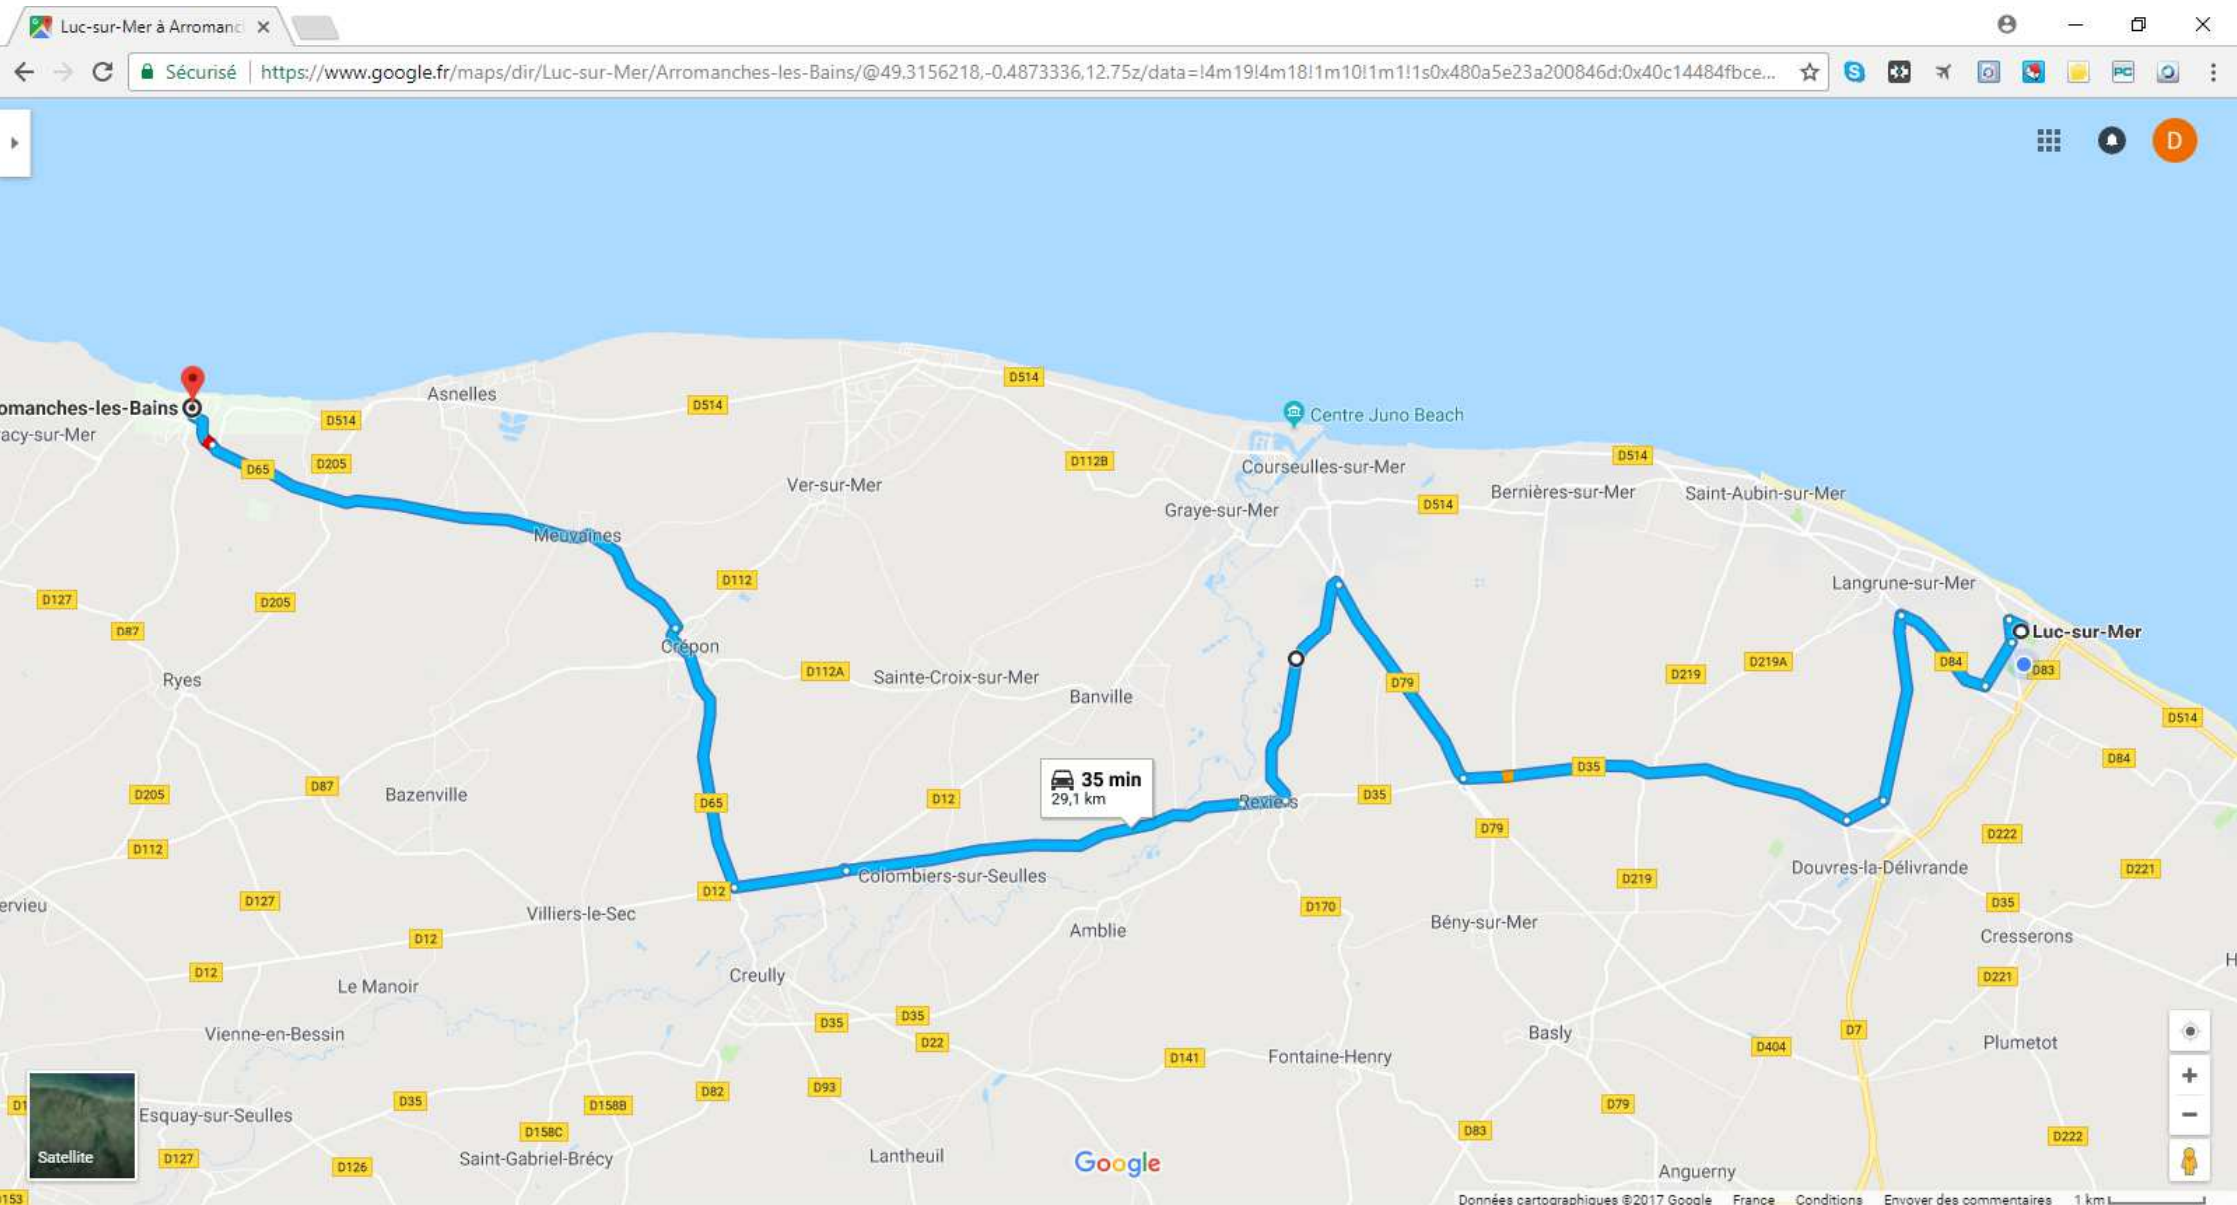 Luc-sur-Mer à Arromanc
Sécurisé
https://www.google.fr/maps/dir/Luc-sur-Mer/Arromanches-les-Bains/@49.3156218,-0.4873336,12.75z/data=!4m19!4m18!1m10!1m1!1s0x480a5e23a200846d:0x40c14484fbce...
PC
D
D514
Asnelles
D514
omanches-les-Bains
D514
Centre Juno Beach
acy-sur-Mer
D65
D205
D112B
Courseulles-sur-Mer
D514
Ver-sur-Mer
Bernières-sur-Mer
Saint-Aubin-sur-Mer
D514
Graye-sur-Mer
Meuvaines
D112
Langrune-sur-Mer
D127
D205
D87
Luc-sur-Mer
Crépon
D112A
Sainte-Croix-sur-Mer
D219A
D84
D83
Ryes
D79
D219
Banville
D514
D84
35 min
29,1 km
D35
D205
D87
Bazenville
D65
D12
Reviers
D35
D79
D222
D112
Douvres-la-Délivrande
D221
D12
Colombiers-sur-Seulles
D219
ervieu
D127
Villiers-le-Sec
D170
D35
D12
Amblie
Bény-sur-Mer
Cresserons
H
D12
Le Manoir
Creully
D221
Vienne-en-Bessin
D35
D35
D22
Basly
D7
D404
Plumetot
D141
Fontaine-Henry
D1
Esquay-sur-Seulles
D35
D158B
D82
D93
D79
D158C
D83
D222
Satellite
D127
D126
Saint-Gabriel-Brécy
Lantheuil
Google
Anguerny
153
Données cartographiques ©2017 Google
France
Conditions
Envoyer des commentaires
1 km